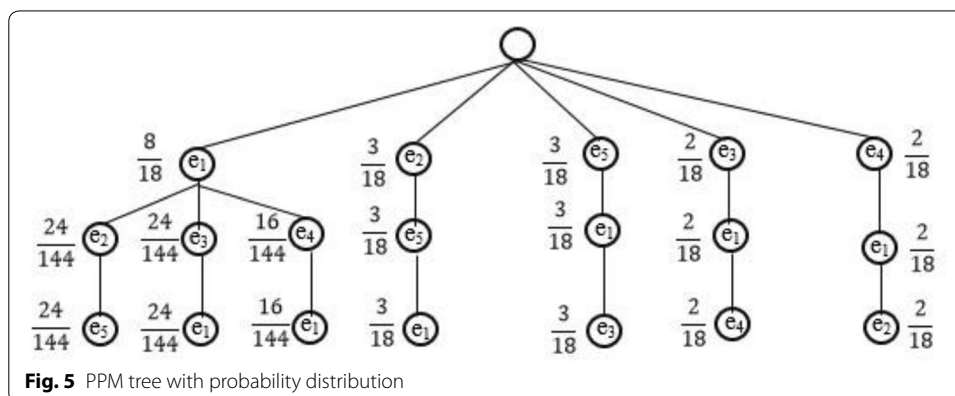 8/18 e1 3/18 e2 3/18 e5 2/18 e3 e4 2/18
24/144 e2 24/144 e3 16/144 e4 3/18 e5 3/18 e1 2/18 e1 e1 2/18
24/144 e5 24/144 e1 16/144 e1 3/18 e1 3/18 e3 2/18 e4 e2 2/18
Fig. 5 PPM tree with probability distribution